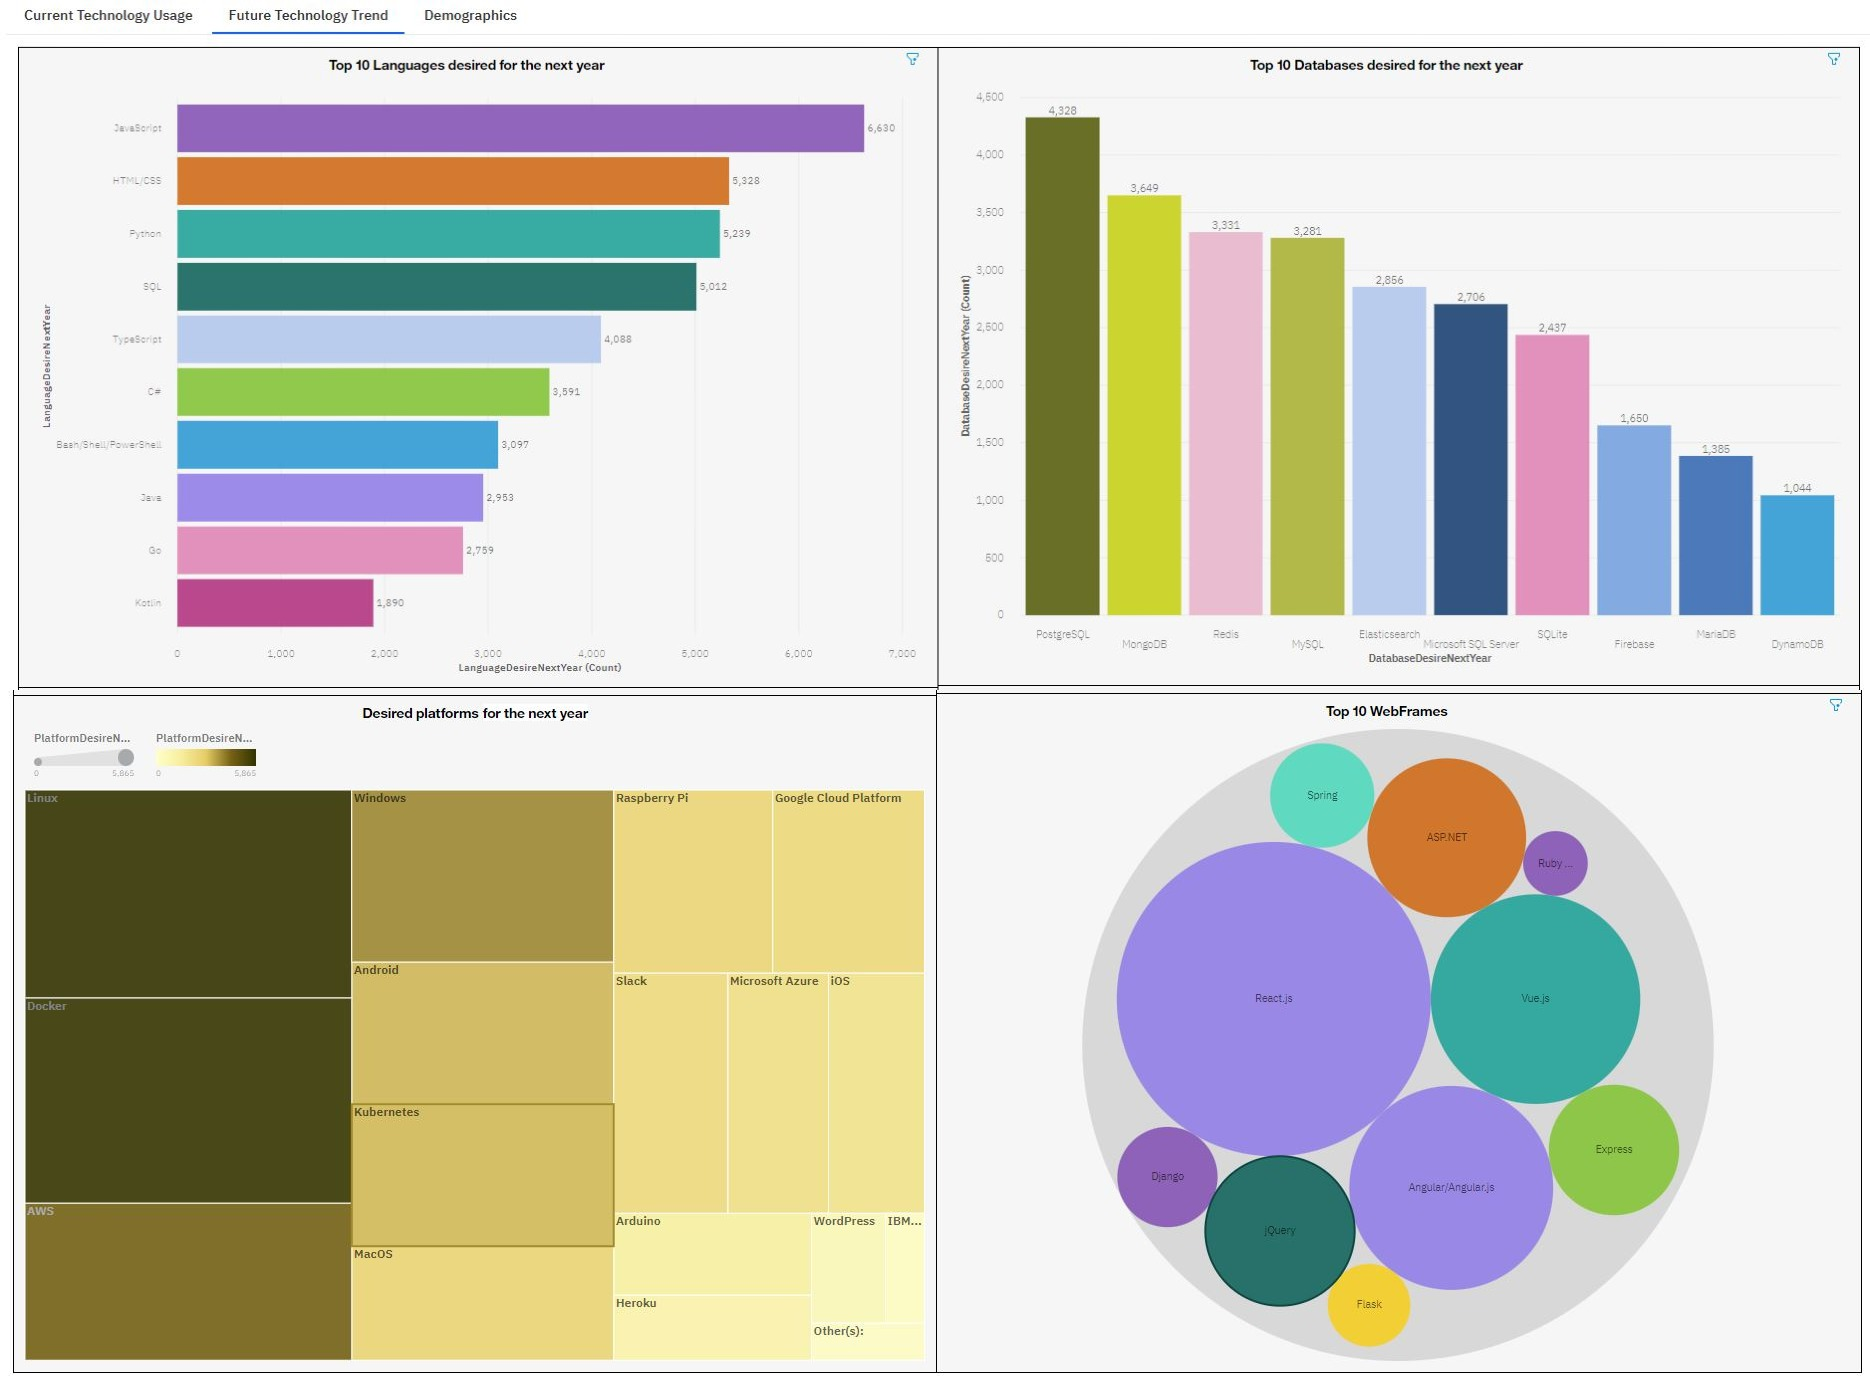 Current Technology Usage
Future Technology Trend
Demographics
Top 10 Languages desired for the next year
LanguageDesireNextYear
JavaScript
6,630
HTML/CSS
5,328
Python
5,239
SQL
5,012
TypeScript
4,088
C#
3,591
Bash/Shell/PowerShell
3,097
Java
2,953
Go
2,759
Kotlin
1,890
0
1,000
2,000
3,000
4,000
5,000
6,000
7,000
LanguageDesireNextYear (Count)
Top 10 Databases desired for the next year
DatabaseDesireNextYear (Count)
4,500
4,000
3,500
3,000
2,500
2,000
1,500
1,000
500
0
4,328
3,649
3,331
3,281
2,856
2,706
2,437
1,650
1,385
1,044
PostgreSQL
MongoDB
Redis
MySQL
Elasticsearch
Microsoft SQL Server
SQLite
Firebase
MariaDB
DynamoDB
DatabaseDesireNextYear
Desired platforms for the next year
PlatformDesireN...
0
5,865
PlatformDesireN...
0
5,865
Linux
Docker
AWS
Windows
Android
Kubernetes
MacOS
Raspberry Pi
Google Cloud Platform
Slack
Microsoft Azure
iOS
Arduino
Heroku
WordPress
IBM...
Other(s):
Top 10 WebFrames
Spring
ASP.NET
Ruby ...
React.js
Vue.js
Express
Django
Angular/Angular.js
jQuery
Flask